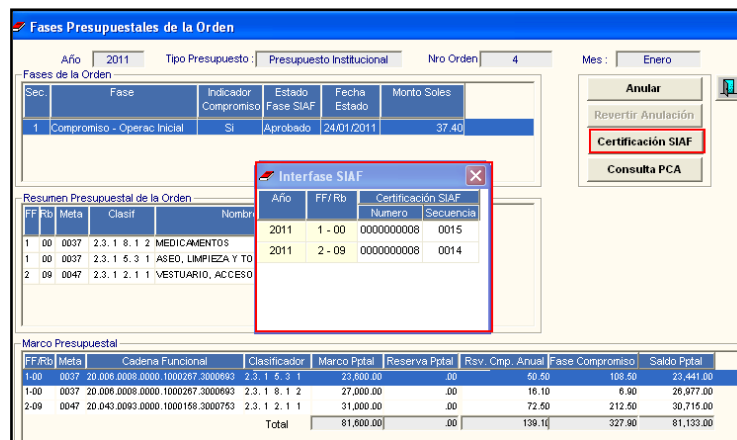 Fases Presupuestales de la Orden
Año 2011 Tipo Presupuesto : Presupuesto Institucional Nro Orden 4 Mes : Enero
Fases de la Orden
Sec. Fase Indicador Compromiso Estado Fase SIAF Fecha Estado Monto Soles
1 Compromiso - Operac Inicial Si Aprobado 24/01/2011 37.40
Anular
Revertir Anulación
Certificación SIAF
Consulta PCA
Interfase SIAF
Año FF/Rb Certificación SIAF
Numero Secuencia
2011 1 - 00 0000000008 0015
2011 2 - 09 0000000008 0014
Resumen Presupuestal de la Orden
FF Rb Meta Clasif Nombr
1 00 0037 2.3. 1 8. 1 2 MEDICAMENTOS
1 00 0037 2.3. 1 5. 3 1 ASEO, LIMPIEZA Y TO
2 09 0047 2.3. 1 2. 1 1 VESTUARIO, ACCESO
Marco Presupuestal
FF/Rb Meta Cadena Funcional Clasificador Marco Pptal Reserva Pptal Rsv. Cmp. Anual Fase Compromiso Saldo Pptal
1-00 0037 20.006.0008.0000.1000267.3000693 2.3. 1 5. 3 1 23,600.00 .00 50.50 108.50 23,441.00
1-00 0037 20.006.0008.0000.1000267.3000693 2.3. 1 8. 1 2 27,000.00 .00 16.10 6.90 26,977.00
2-09 0047 20.043.0093.0000.1000158.3000753 2.3. 1 2. 1 1 31,000.00 .00 72.50 212.50 30,715.00
Total 81,600.00 .00 139.10 327.90 81,133.00